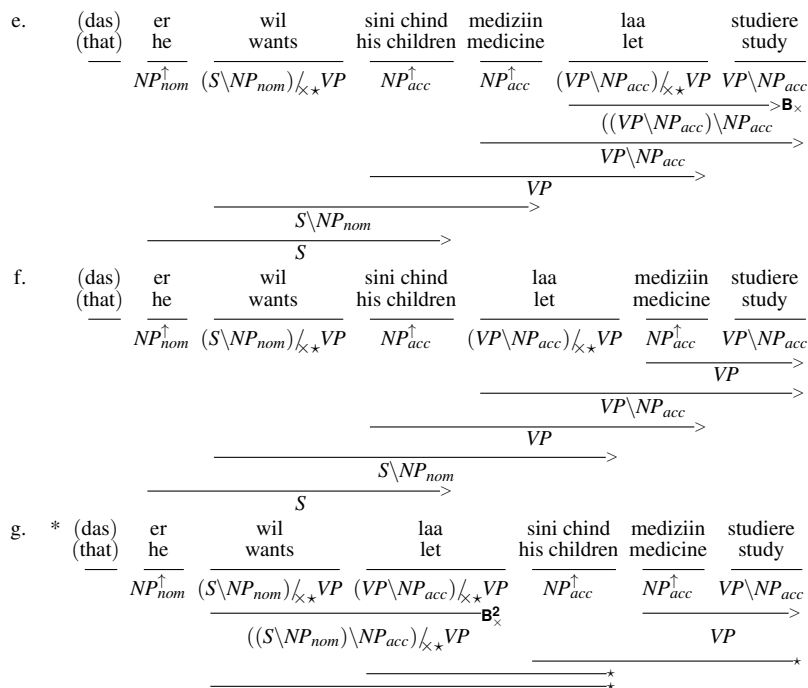 e. (das) er wil sini chind mediziin laa studiere
(that) he wants his children medicine let study
NP↑nom (S\NPnom)/×⋆VP NP↑acc NP↑acc (VP\NPacc)/×⋆VP VP\NPacc
>B×
((VP\NPacc)\NPacc
>
VP\NPacc
>
VP
>
S\NPnom
>
S
f. (das) er wil sini chind laa mediziin studiere
(that) he wants his children let medicine study
NP↑nom (S\NPnom)/×⋆VP NP↑acc (VP\NPacc)/×⋆VP NP↑acc VP\NPacc
>
VP
>
VP\NPacc
>
VP
>
S\NPnom
>
S
g. * (das) er wil laa sini chind mediziin studiere
(that) he wants let his children medicine study
NP↑nom (S\NPnom)/×⋆VP (VP\NPacc)/×⋆VP NP↑acc NP↑acc VP\NPacc
B²× >
((S\NPnom)\NPacc)/×⋆VP VP
⋆
⋆
⋆